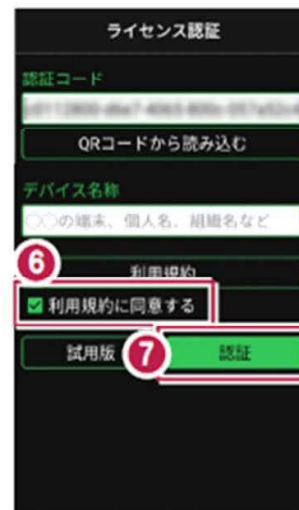 ライセンス認証
認証コード
QRコードから読み込む
デバイス名称
○○の端末、個人名、組織名など
6
利用規約
利用規約に同意する
試用版
7
認証